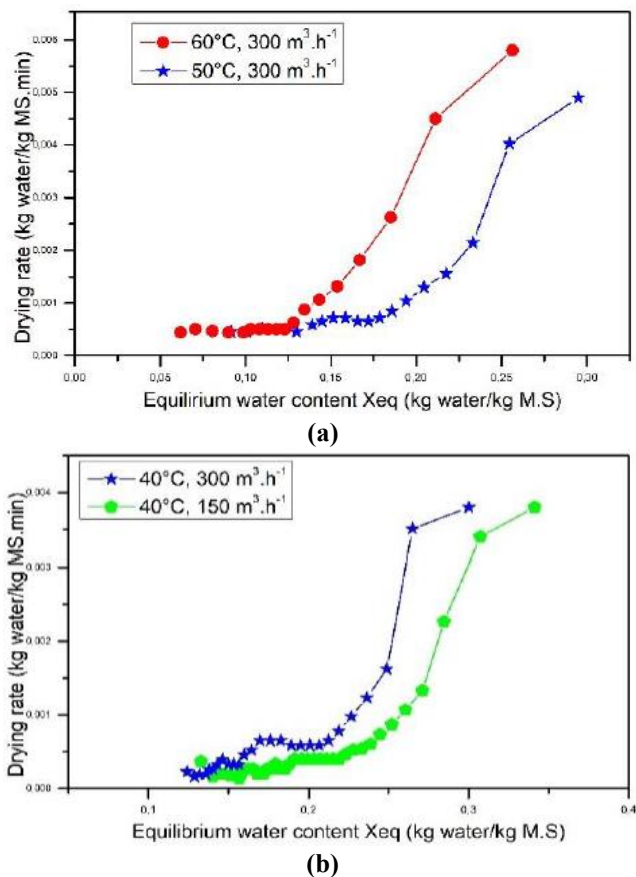 0,006
0,005
0,004
0,003
0,002
0,001
0,000
Drying rate (kg water/kg MS.min)
60°C, 300 m³.h⁻¹
50°C, 300 m³.h⁻¹
0,00 0,05 0,10 0,15 0,20 0,25 0,30
Equilirium water content Xeq (kg water/kg M.S)
(a)
0,004
0,003
0,002
0,001
0,000
Drying rate (kg water/kg MS.min)
40°C, 300 m³.h⁻¹
40°C, 150 m³.h⁻¹
0,1 0,2 0,3 0,4
Equilibrium water content Xeq (kg water/kg M.S)
(b)